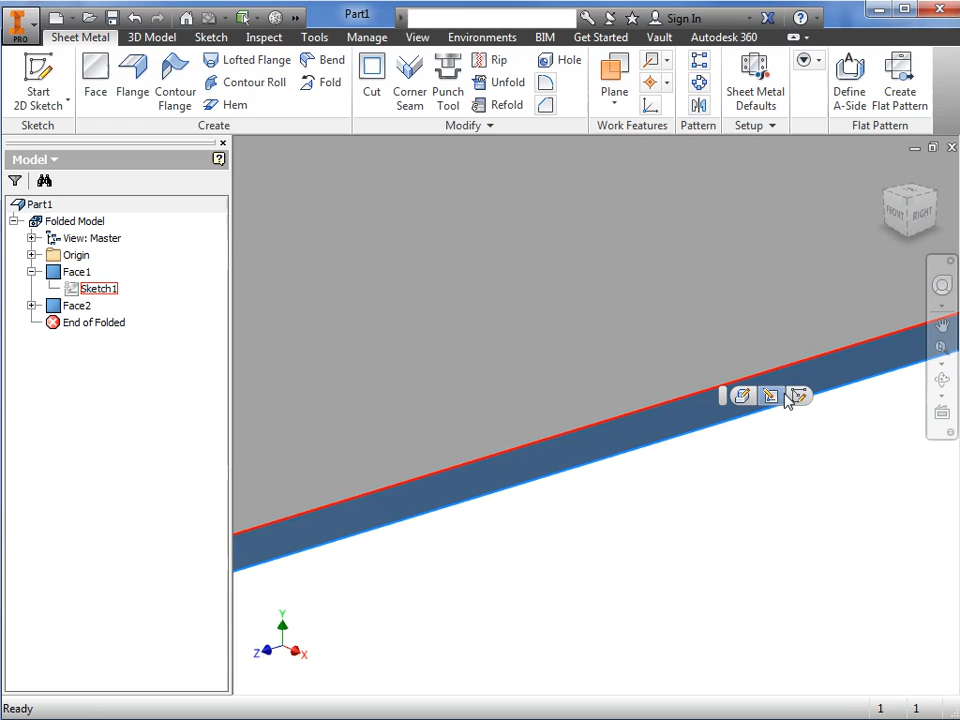 Part1
Sign In
PRO
Sheet Metal 3D Model Sketch Inspect Tools Manage View Environments BIM Get Started Vault Autodesk 360
Start
2D Sketch
Face
Flange
Contour
Flange
Lofted Flange
Contour Roll
Hem
Bend
Fold
Cut
Corner
Seam
Punch
Tool
Rip
Unfold
Refold
Hole
Plane
Sheet Metal
Defaults
Define
A-Side
Create
Flat Pattern
Sketch Create Modify Work Features Pattern Setup Flat Pattern
Model
Part1
Folded Model
View: Master
Origin
Face1
Sketch1
Face2
End of Folded
FRONT RIGHT
Y
Z
X
Ready 1 1